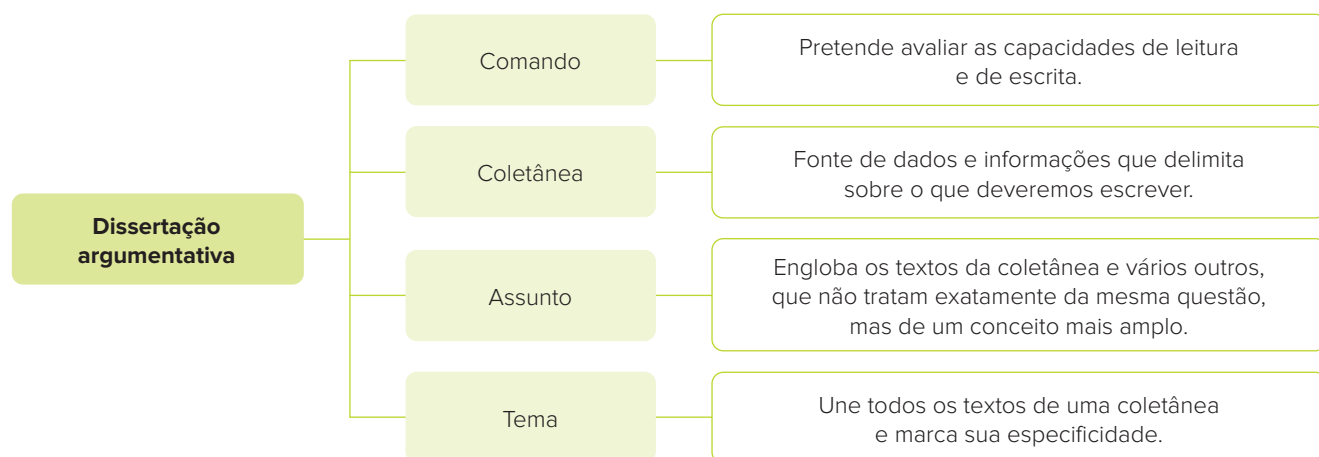 Dissertação
argumentativa
Comando
Pretende avaliar as capacidades de leitura
e de escrita.
Coletânea
Fonte de dados e informações que delimita
sobre o que deveremos escrever.
Assunto
Engloba os textos da coletânea e vários outros,
que não tratam exatamente da mesma questão,
mas de um conceito mais amplo.
Tema
Une todos os textos de uma coletânea
e marca sua especificidade.